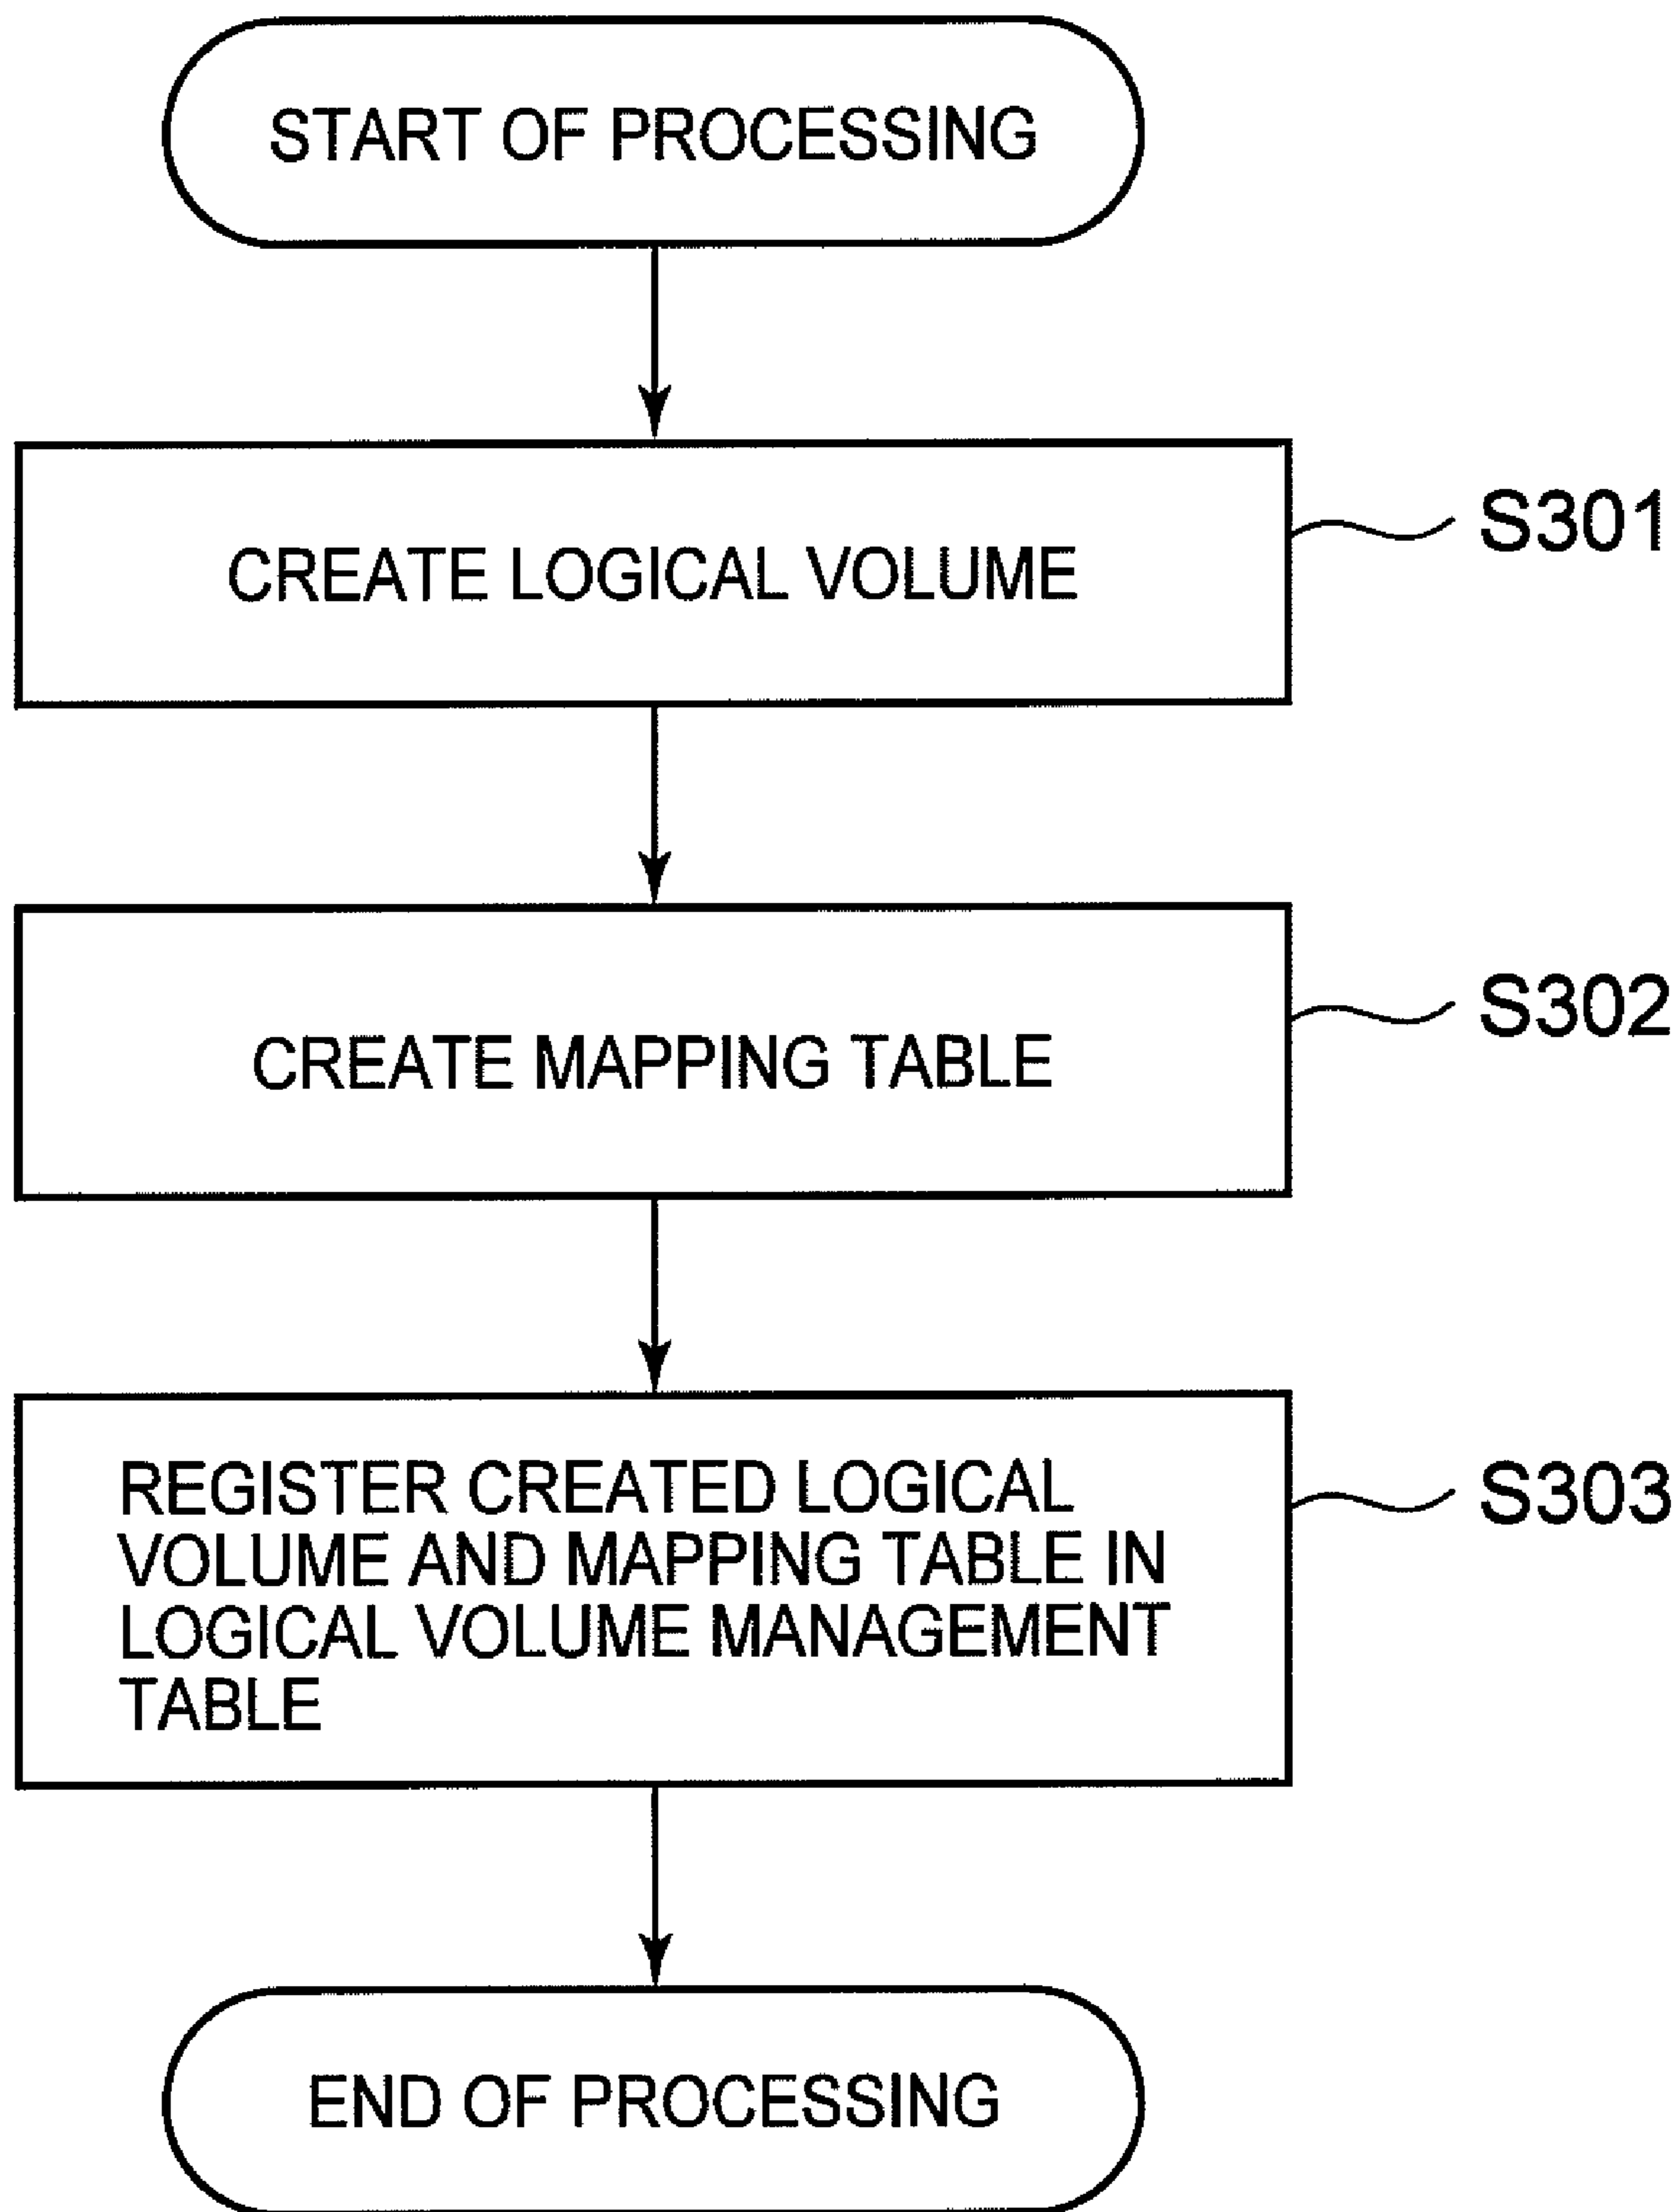 START OF PROCESSING
CREATE LOGICAL VOLUME
S301
CREATE MAPPING TABLE
S302
REGISTER CREATED LOGICAL
VOLUME AND MAPPING TABLE IN
LOGICAL VOLUME MANAGEMENT
TABLE
S303
END OF PROCESSING